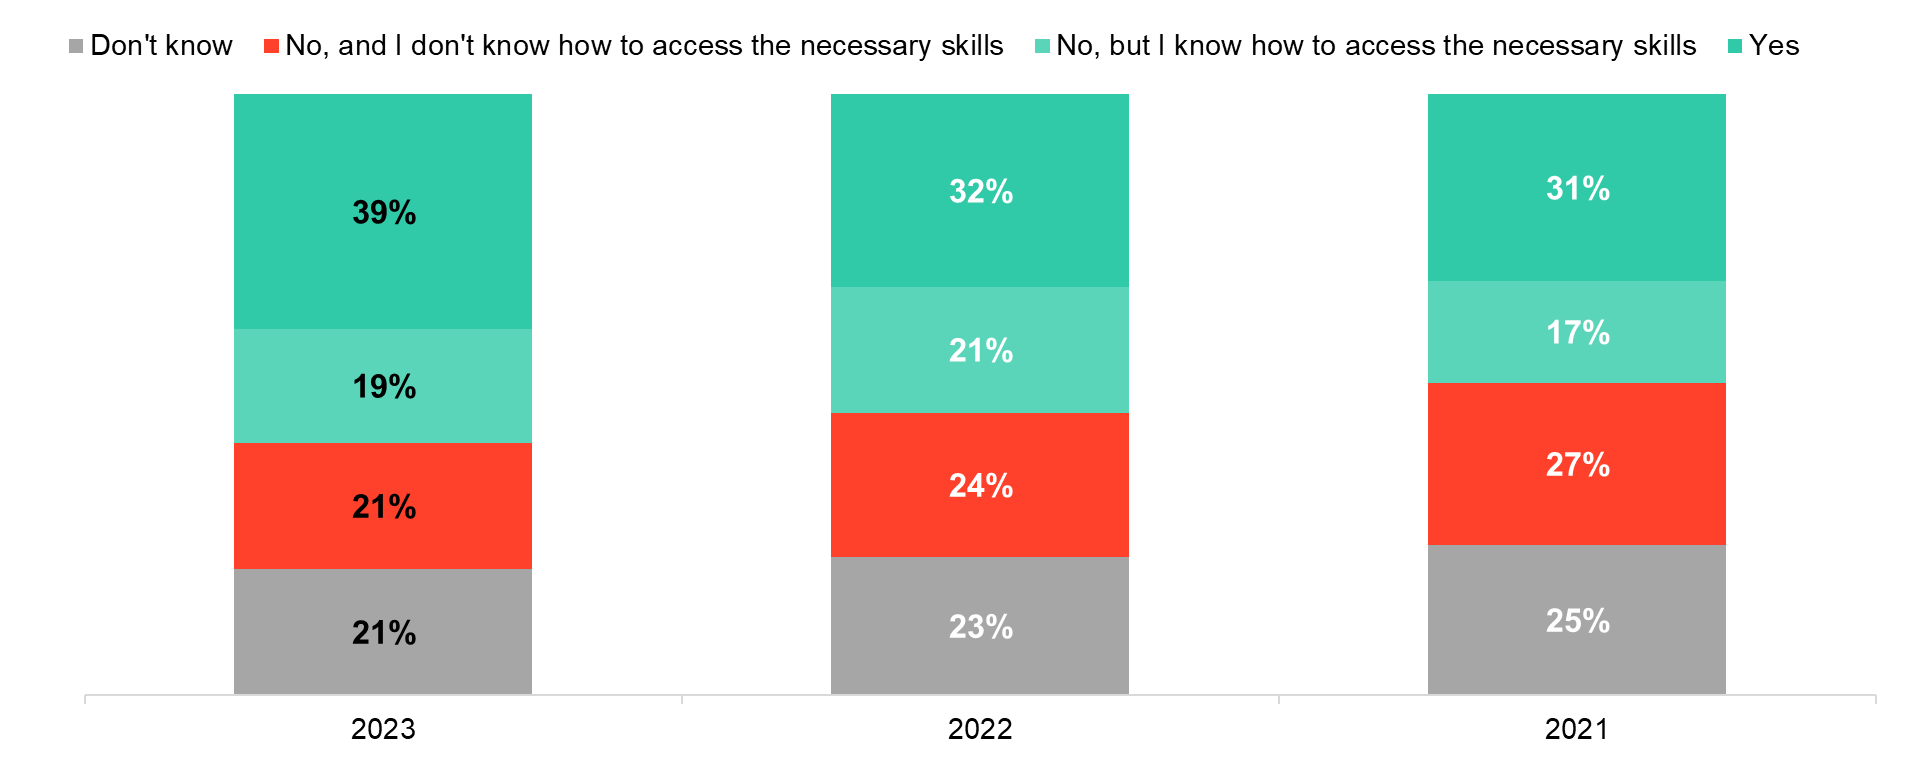 Don't know No, and I don't know how to access the necessary skills No, but I know how to access the necessary skills Yes
39% 32% 31%
19% 21% 17%
21% 24% 27%
21% 23% 25%
2023 2022 2021